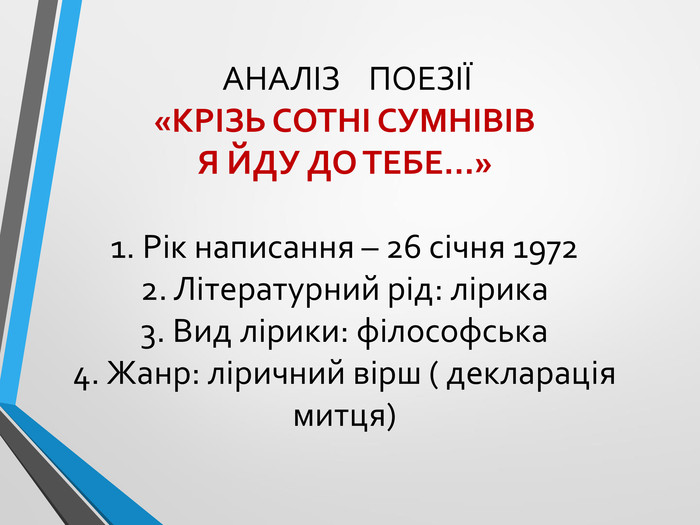 АНАЛІЗ ПОЕЗІЇ
«КРІЗЬ СОТНІ СУМНІВІВ
Я ЙДУ ДО ТЕБЕ...»
1. Рік написання – 26 січня 1972
2. Літературний рід: лірика
3. Вид лірики: філософська
4. Жанр: ліричний вірш ( декларація
митця)